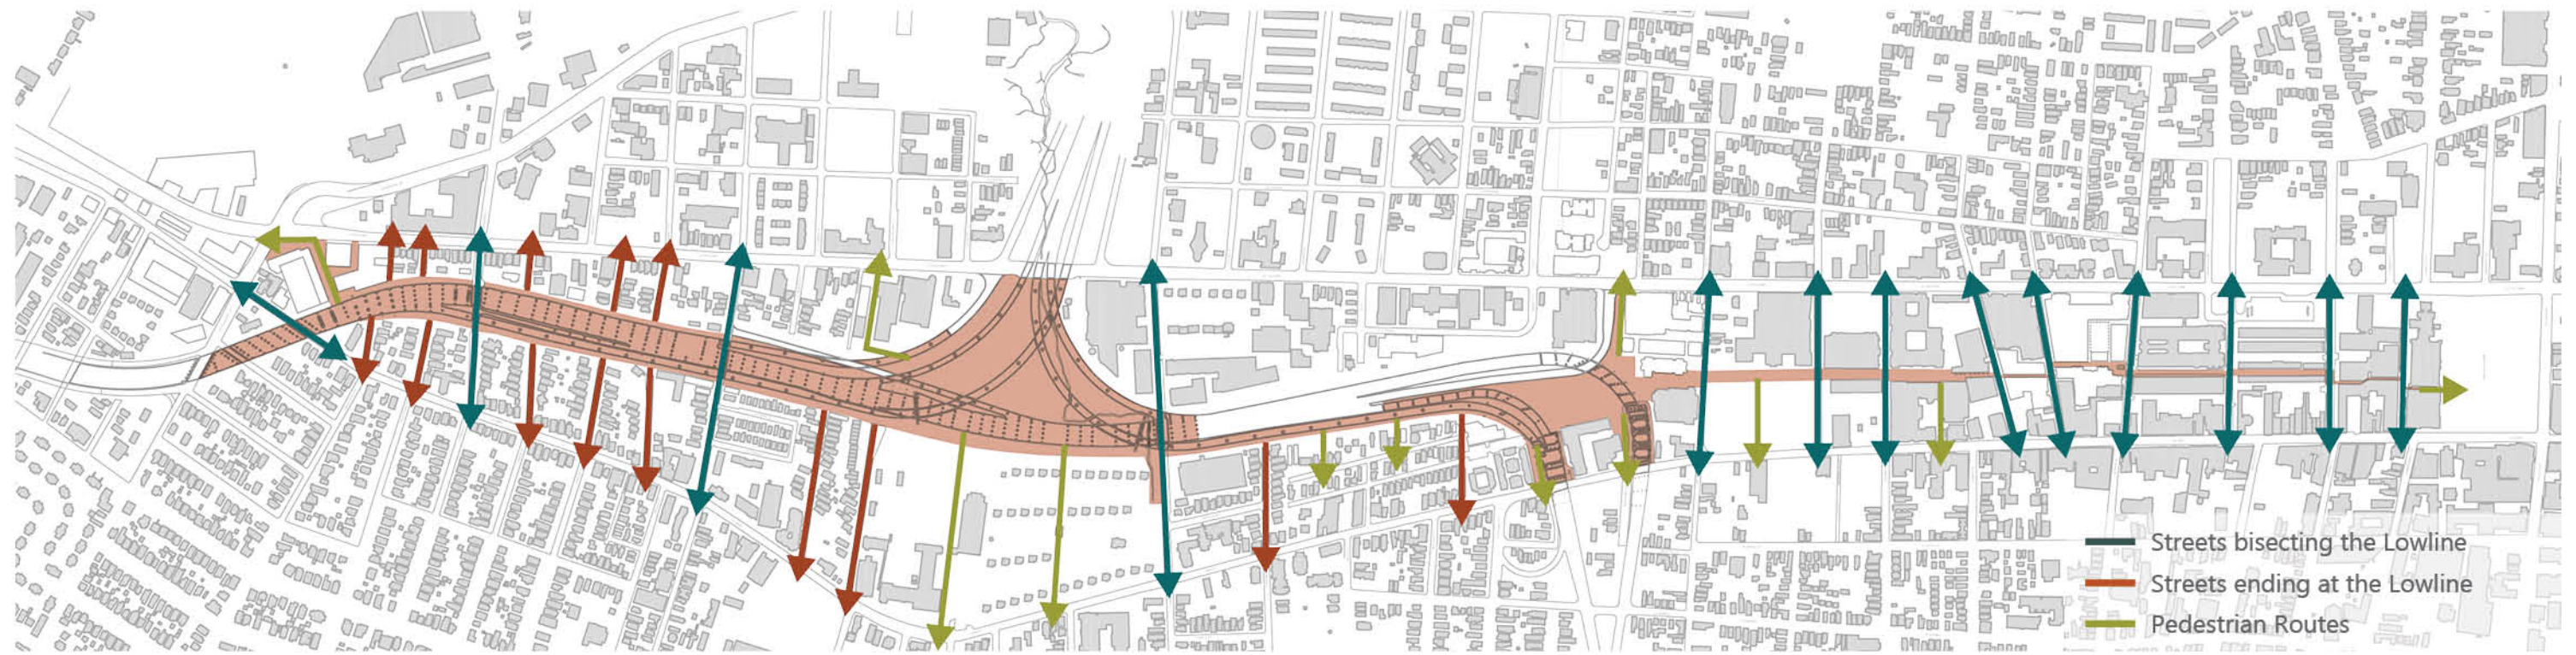 Streets bisecting the Lowline
Streets ending at the Lowline
Pedestrian Routes